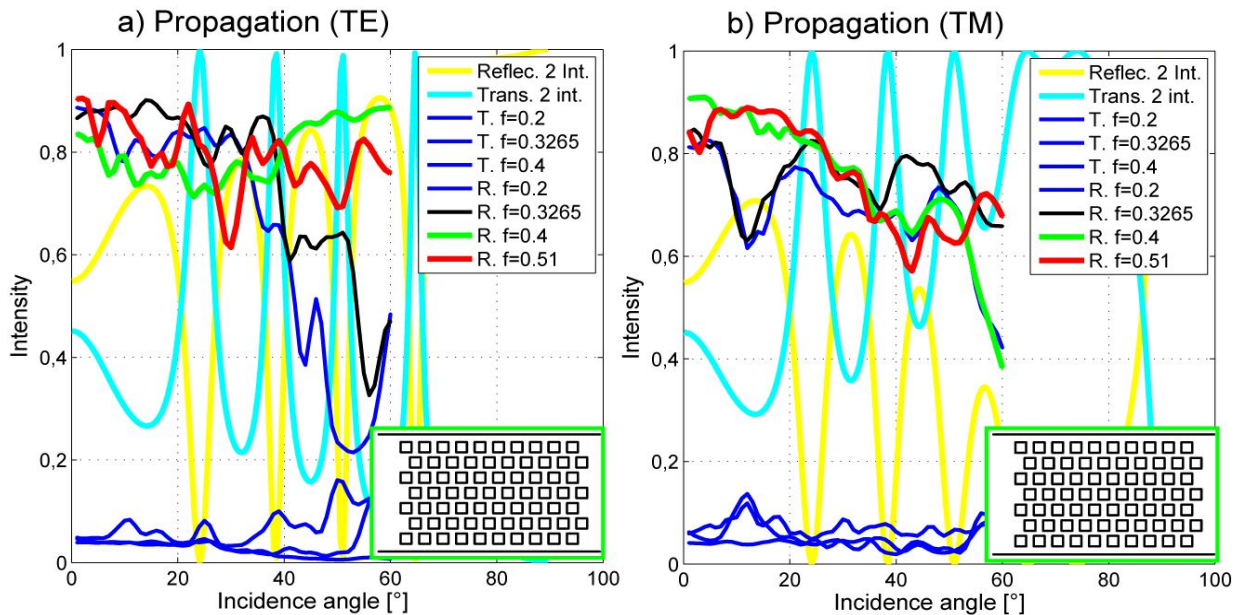 a) Propagation (TE)
1
0.8
0.6
0,4
0,2
0
0
20
40
60
80
100
Intensity
Incidence angle [°]
Reflec. 2 Int.
Trans. 2 int.
T. f=0.2
T. f=0.3265
T. f=0.4
R. f=0.2
R. f=0.3265
R. f=0.4
R. f=0.51
b) Propagation (TM)
1
0.8
0.6
0,4
0,2
0
0
20
40
60
80
100
Intensity
Incidence angle [°]
Reflec. 2 Int.
Trans. 2 int.
T. f=0.2
T. f=0.3265
T. f=0.4
R. f=0.2
R. f=0.3265
R. f=0.4
R. f=0.51